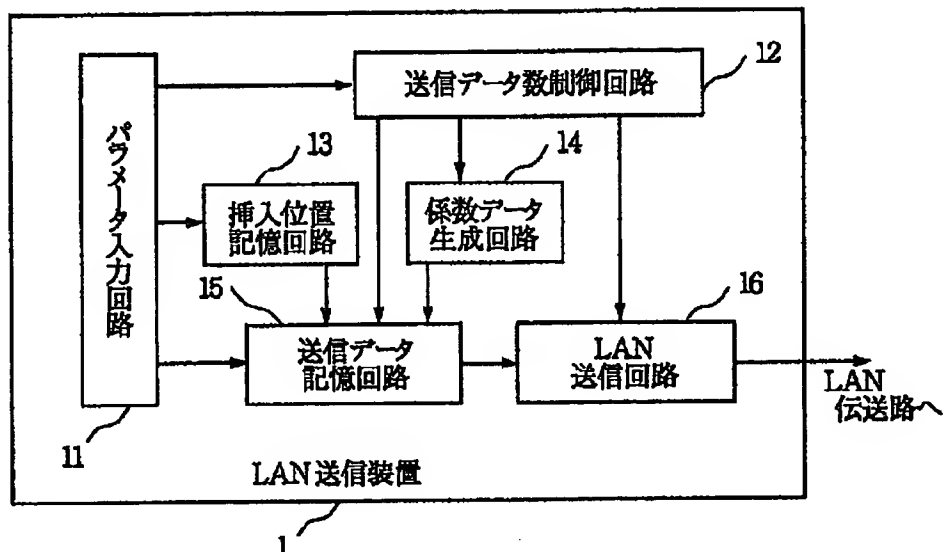 12
送信データ数制御回路
パラメータ入力回路
13
14
挿入位置
記憶回路
係数データ
生成回路
15
16
送信データ
記憶回路
LAN
送信回路
LAN
伝送路へ
11
LAN送信装置
1